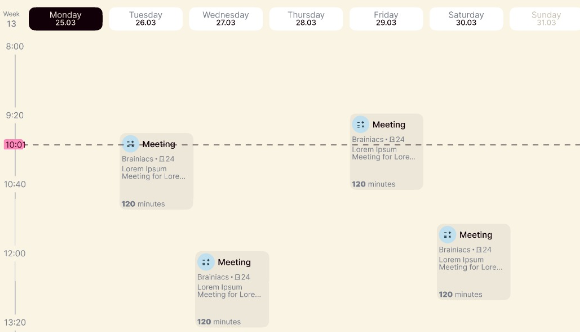 Week
13
Monday
25.03
Tuesday
26.03
Wednesday
27.03
Thursday
28.03
Friday
29.03
Saturday
30.03
Sunday
31.03
8:00
9:20
10:01
10:40
12:00
13:20
Meeting
Brainiacs • 24
Lorem Ipsum
Meeting for Lore...
120 minutes
Meeting
Brainiacs • 24
Lorem Ipsum
Meeting for Lore...
120 minutes
Meeting
Brainiacs • 24
Lorem Ipsum
Meeting for Lore...
120 minutes
Meeting
Brainiacs • 24
Lorem Ipsum
Meeting for Lore...
120 minutes